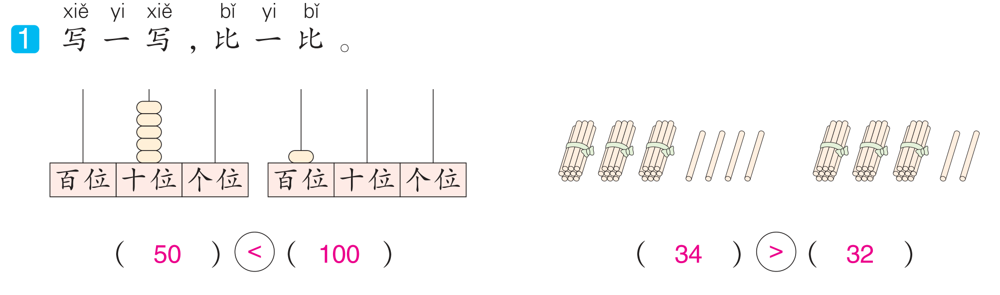 xiě yi xiě bǐ yi bǐ
1 写一写，比一比。
百位 十位 个位 百位 十位 个位
( 50 ) < ( 100 ) ( 34 ) > ( 32 )